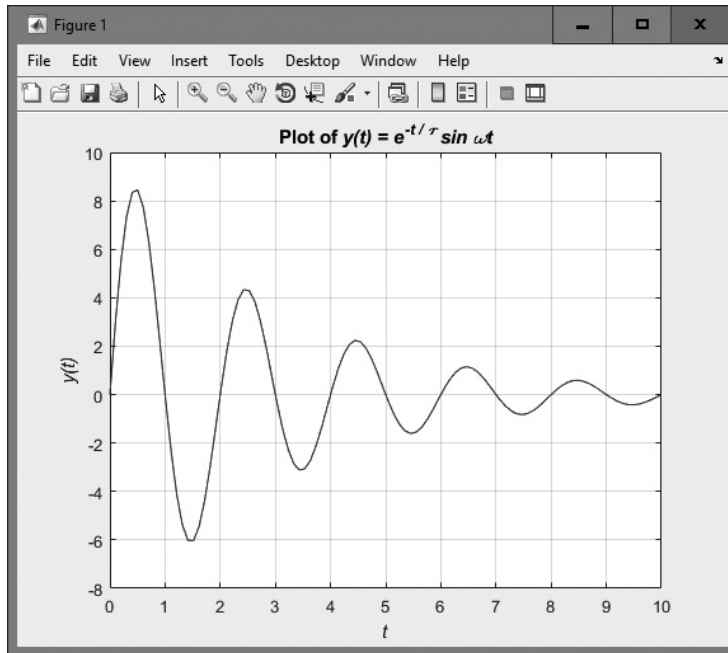 Figure 1
File Edit View Insert Tools Desktop Window Help
Plot of y(t) = e^{-t/τ} sin ωt
10
8
6
4
2
0
-2
-4
-6
-8
y(t)
0 1 2 3 4 5 6 7 8 9 10
t